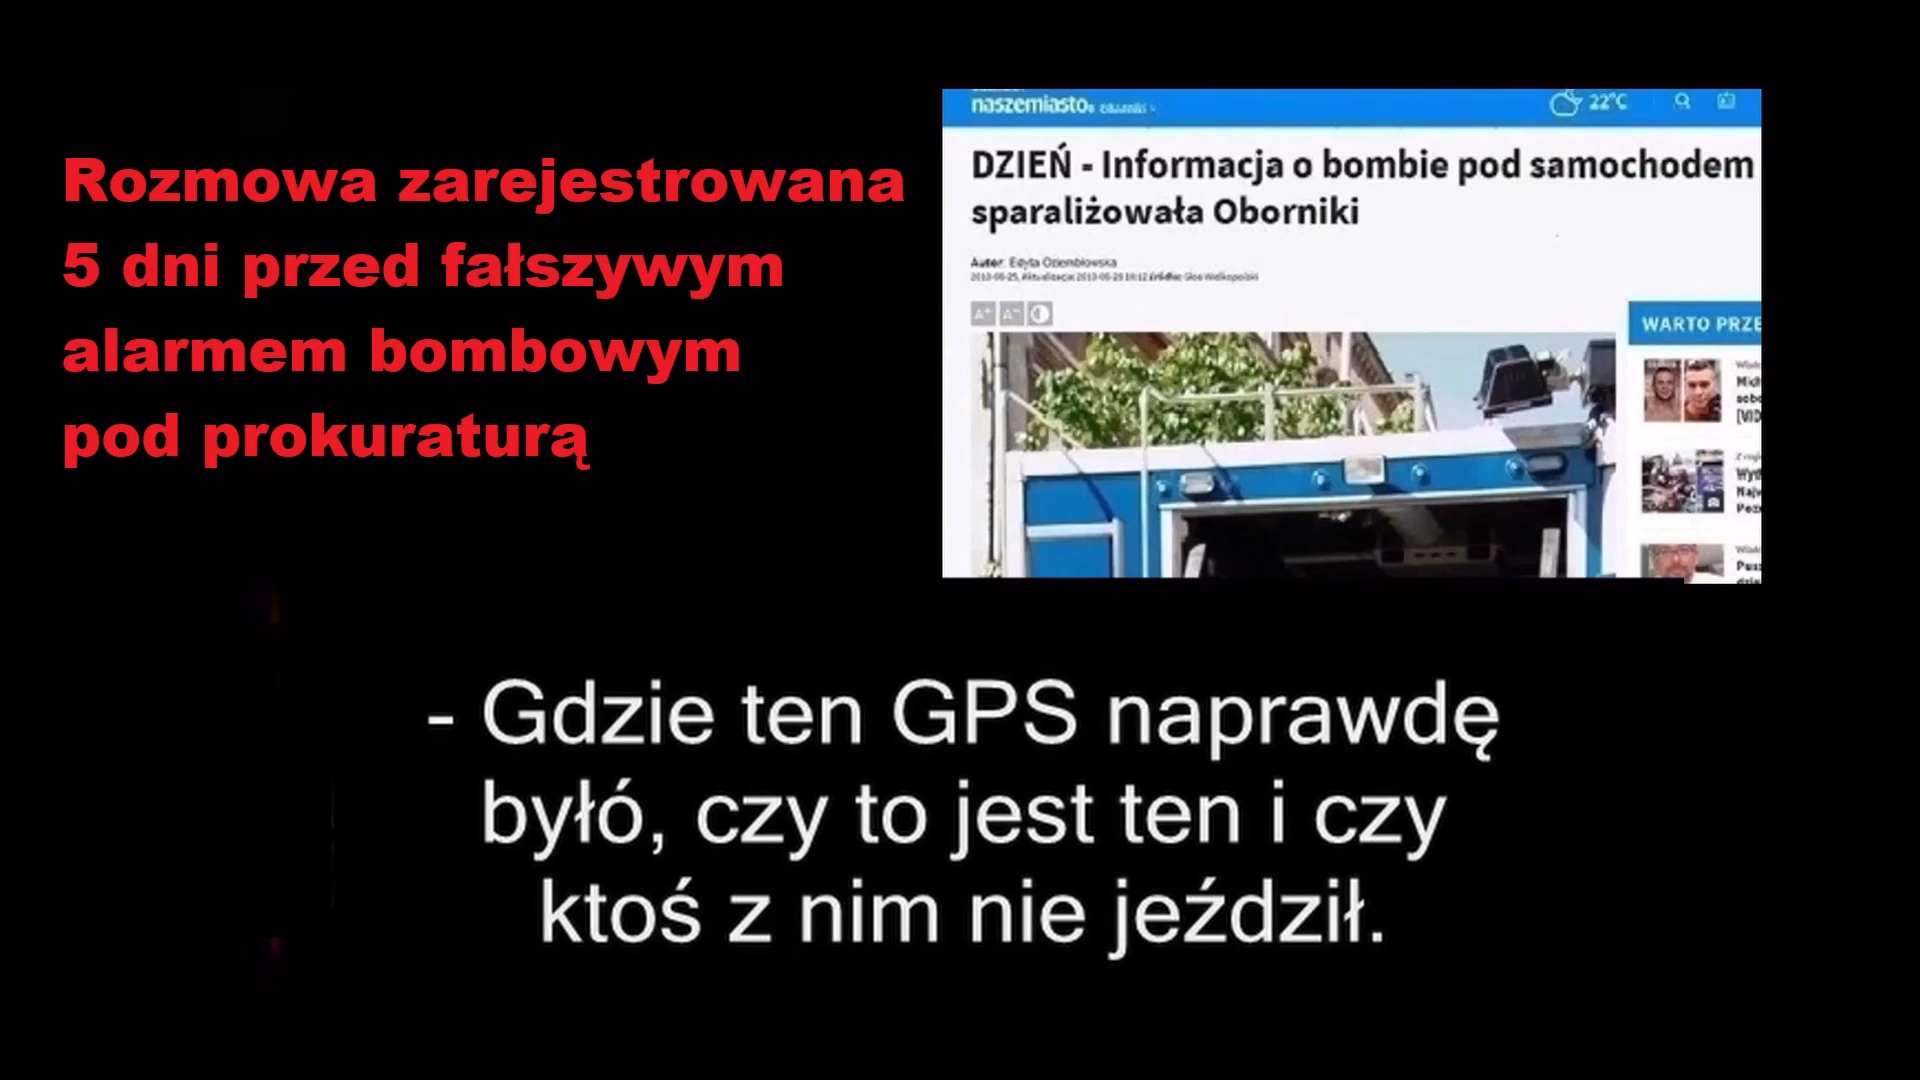 Rozmowa zarejestrowana
5 dni przed fałszywym
alarmem bombowym
pod prokuraturą
naszemiasto
22°C
DZIEŃ - Informacja o bombie pod samochodem
sparaliżowała Oborniki
Autor: Edyta
A+ A-
WARTO PRZE
- Gdzie ten GPS naprawdę
byłó, czy to jest ten i czy
ktoś z nim nie jeździł.